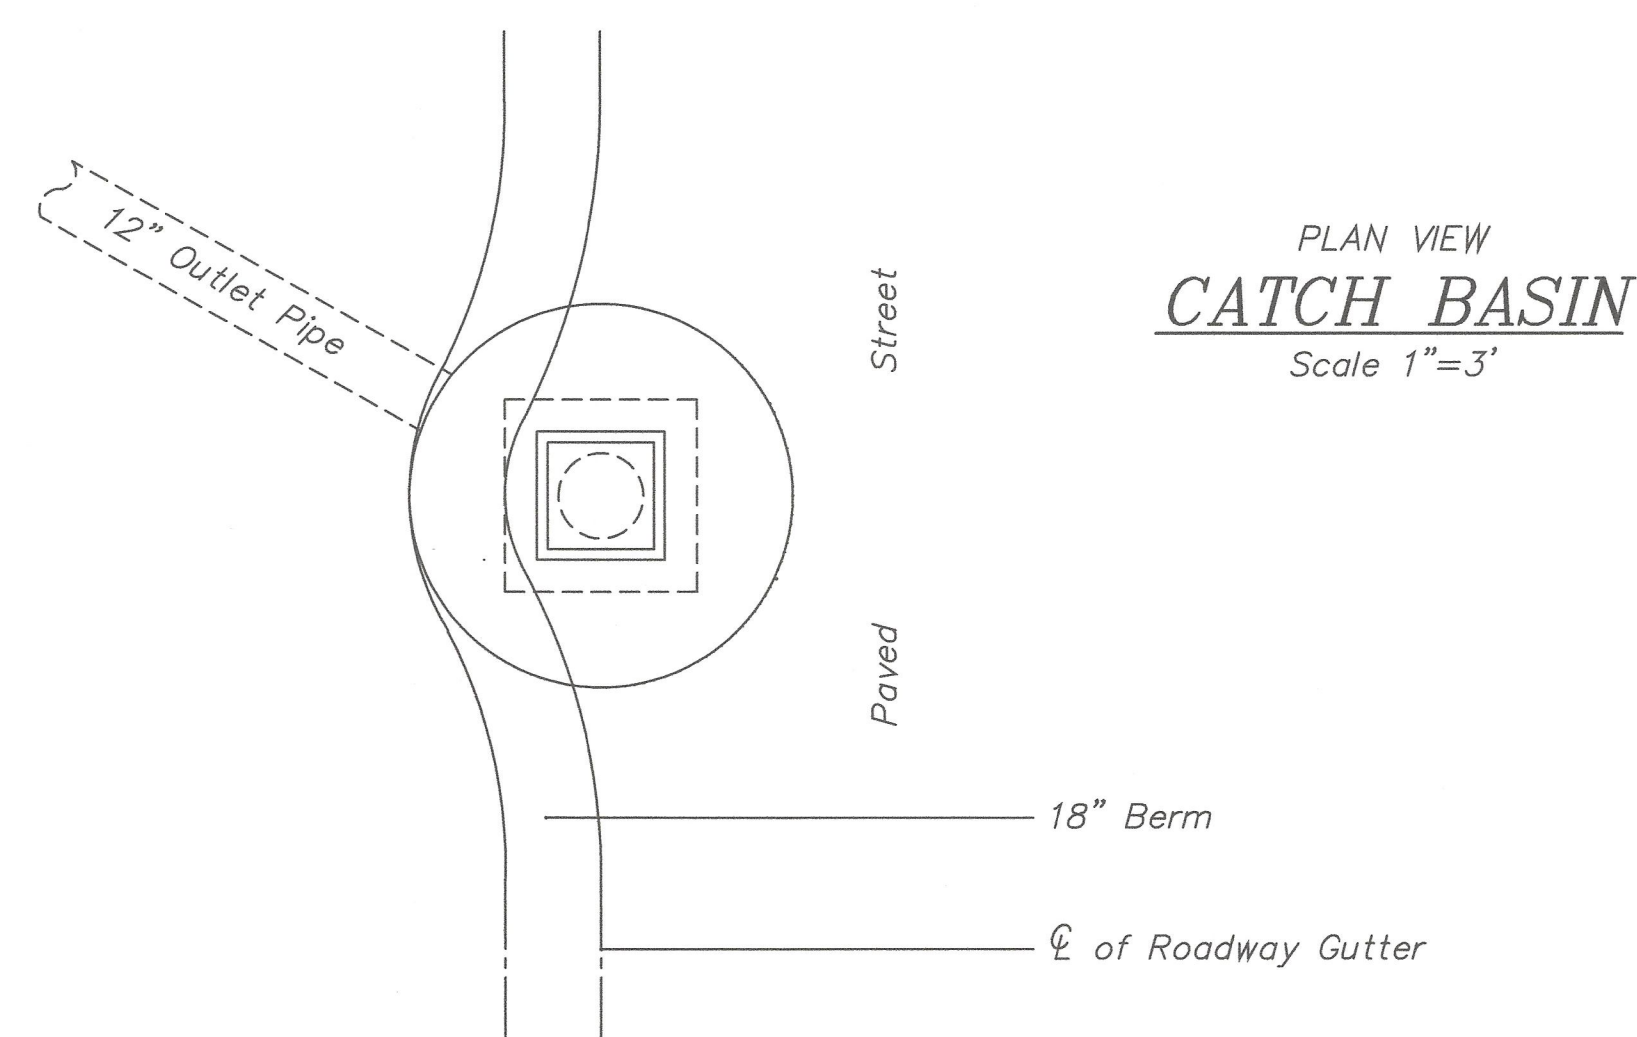 12” Outlet Pipe
Street
PLAN VIEW
CATCH BASIN
Scale 1”=3’
Paved
18” Berm
℄ of Roadway Gutter